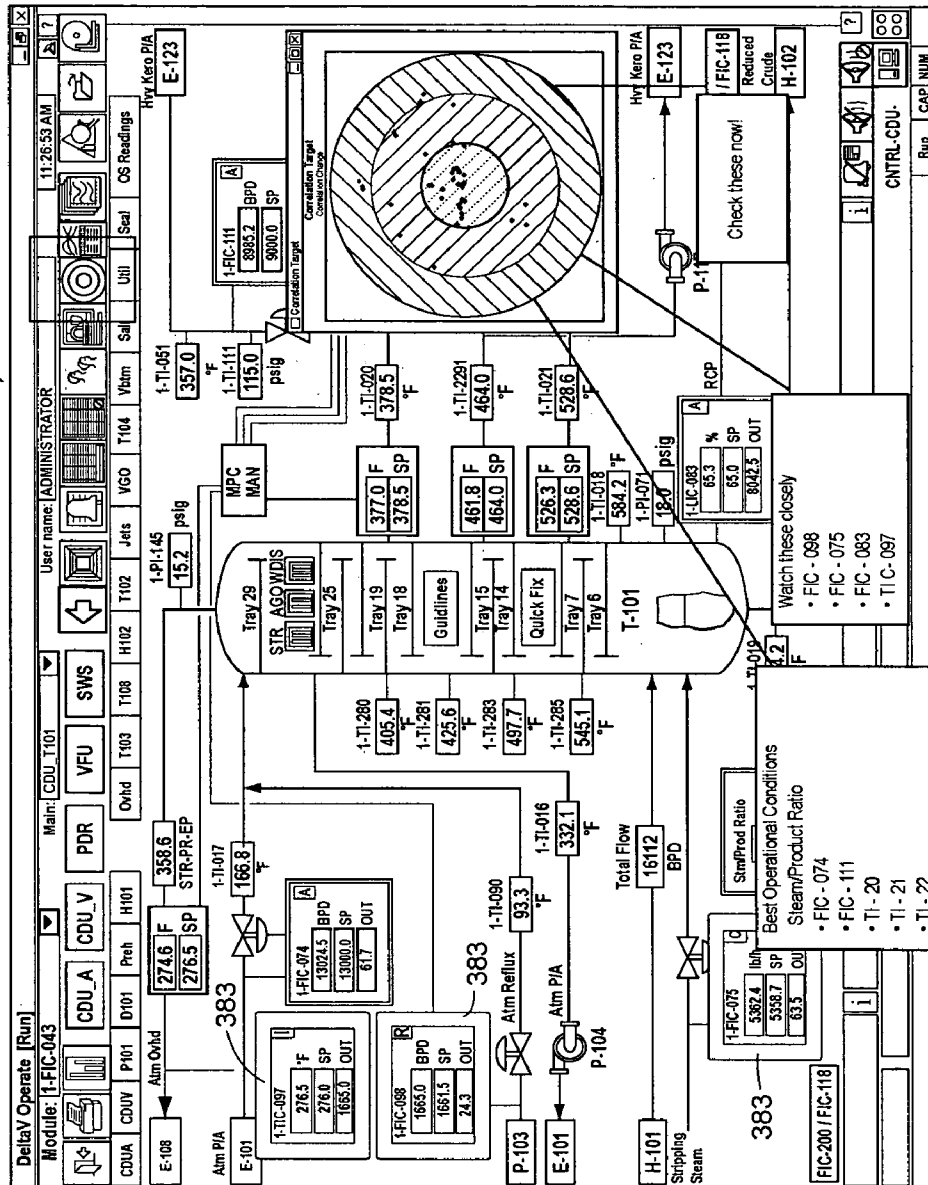 DeltaV Operate [Run]
Module: 1-FIC-043
Main: CDU_T101
User name: ADMINISTRATOR
11:26:53 AM
?
CDU_A
CDU_V
PDR
VFU
SWS
CDUA
CDUV
P101
D101
Preh
H101
Ovhd
T103
T108
H102
T102
Jets
VGO
T104
Vbtm
Sal
Util
Seal
OS Readings
E-108
Atm Ovhd
274.6 F
276.5 SP
358.6
STR-PR-EP
1-PI-145
15.2
psig
MPC
MAN
1-TI-051
357.0
°F
1-TI-111
115.0
psig
1-FIC-111
A
8985.2 BPD
9000.0 SP
Hvy Kero P/A
E-123
Atm P/A
E-101
1-TI-017
166.8
°F
383
1-TIC-097
276.5 °F
276.0 SP
1665.0 OUT
1-FIC-074
A
13024.5 BPD
13000.0 SP
61.7 OUT
1-FIC-098
R
1665.0 BPD
1661.5 SP
24.3 OUT
383
P-103
Atm Reflux
1-TI-090
93.3
°F
E-101
Atm P/A
P-104
1-TI-016
332.1
°F
Tray 29
STR AGO WDIS
Tray 25
Tray 19
Tray 18
Guidlines
Tray 15
Tray 14
Quick Fix
Tray 7
Tray 6
T-101
1-TI-280
405.4
°F
1-TI-281
425.6
°F
1-TI-283
497.7
°F
1-TI-285
545.1
°F
377.0 F
378.5 SP
1-TI-020
378.5
°F
461.8 F
464.0 SP
1-TI-2291
464.0
°F
526.3 F
528.6 SP
1-TI-021
528.6
°F
1-TI-018
584.2
°F
1-PI-071
18.0
psig
Correlation Target
Correlation Target
Correlation Change
Hvy Kero P/A
E-123
P-11
H-101
Stripping
Steam
Total Flow
16112
BPD
1-FIC-075
5362.4 lb/h
5358.7 SP
63.5 OUT
383
Stm/Prod Ratio
1-TI-019
4.2
F
1-LIC-083
A
65.3 %
65.0 SP
8042.5 OUT
RCP
/ FIC-118
Reduced
Crude
H-102
Check these now!
Watch these closely
• FIC - 098
• FIC - 075
• FIC - 083
• TI C- 097
Best Operational Conditions
Steam/Product Ratio
• FIC - 074
• FIC - 111
• TI - 20
• TI - 21
• TI - 22
FIC-200 / FIC-118
i
i
?
CNTRL-CDU-
Run
CAP
NUM